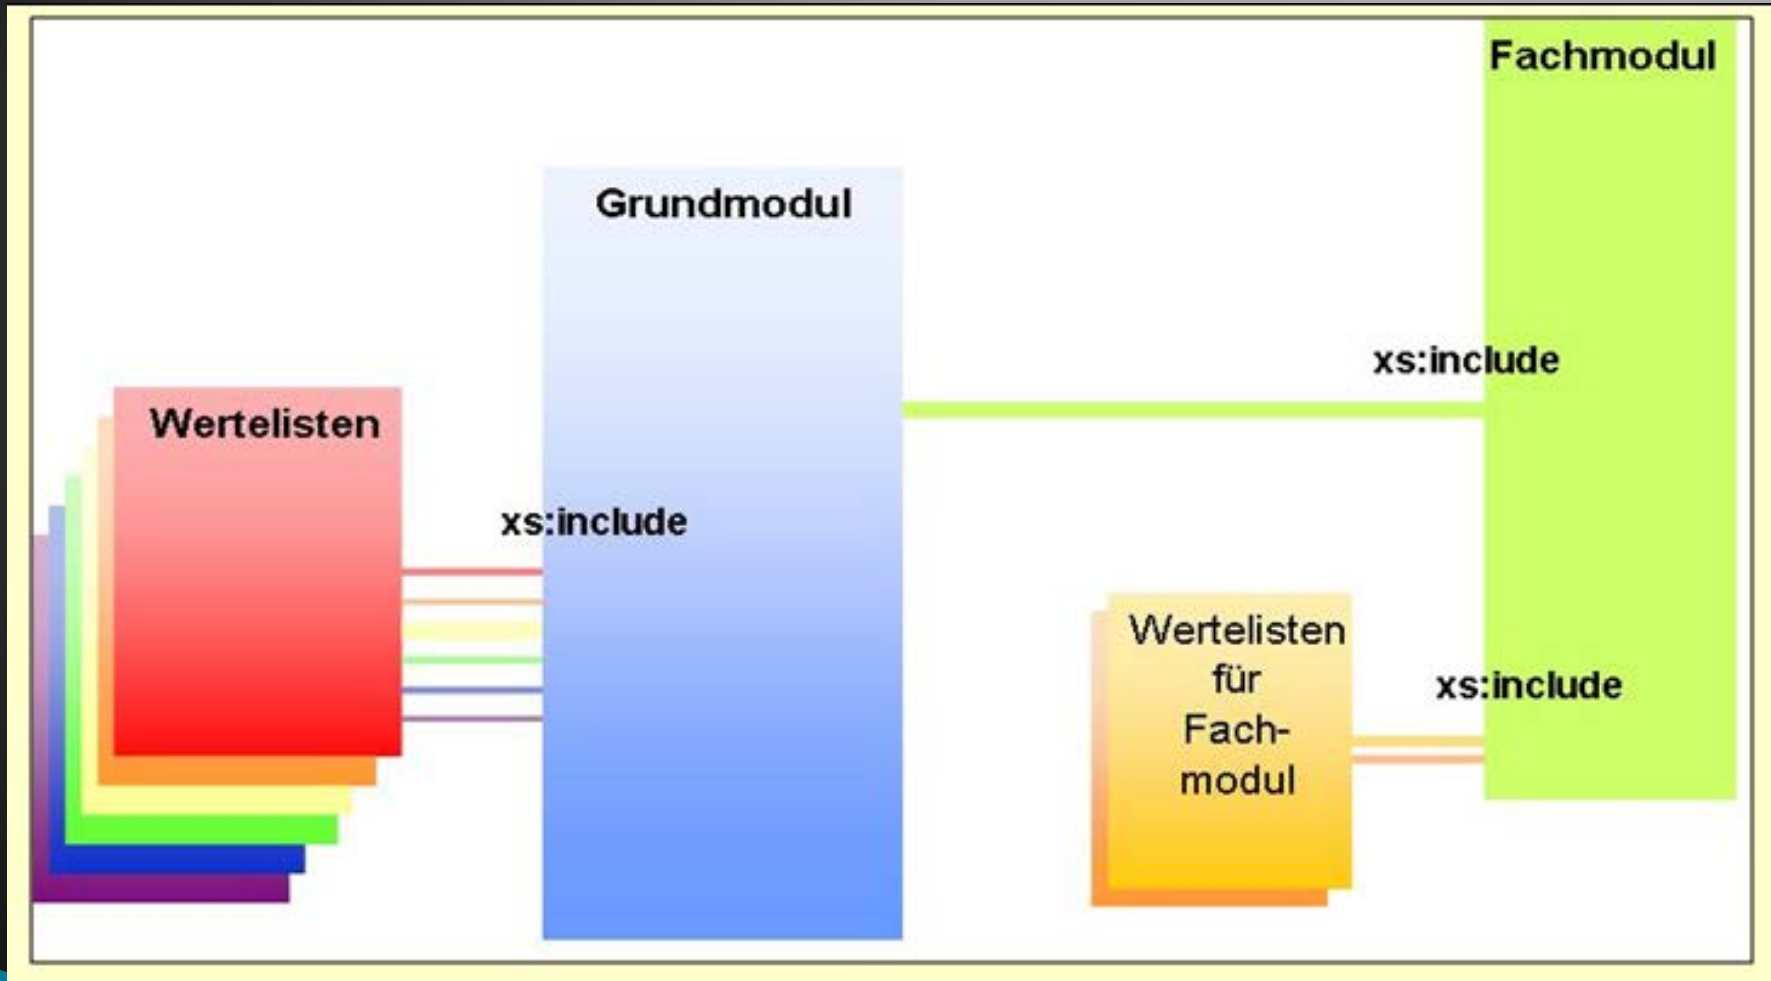 Fachmodul
Grundmodul
xs:include
Wertelisten
xs:include
Wertelisten
für
Fach-
modul
xs:include